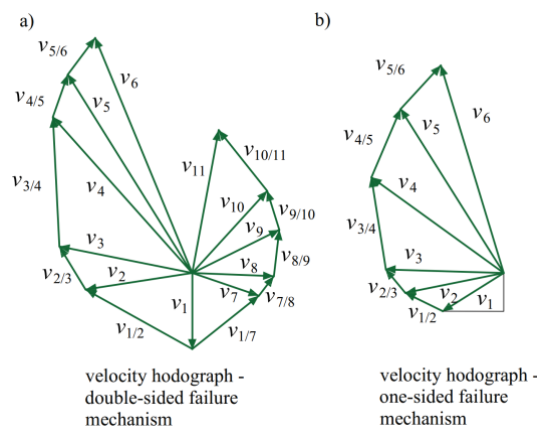 a)
b)
v5/6
v6
v4/5
v5
v3/4
v4
v3
v2/3
v2
v1/2
v1
v1/7
v7
v7/8
v8
v8/9
v9
v9/10
v10
v10/11
v11
velocity hodograph -
double-sided failure
mechanism
v5/6
v6
v5
v4/5
v4
v3/4
v3
v2/3
v2
v1
v1/2
velocity hodograph -
one-sided failure
mechanism